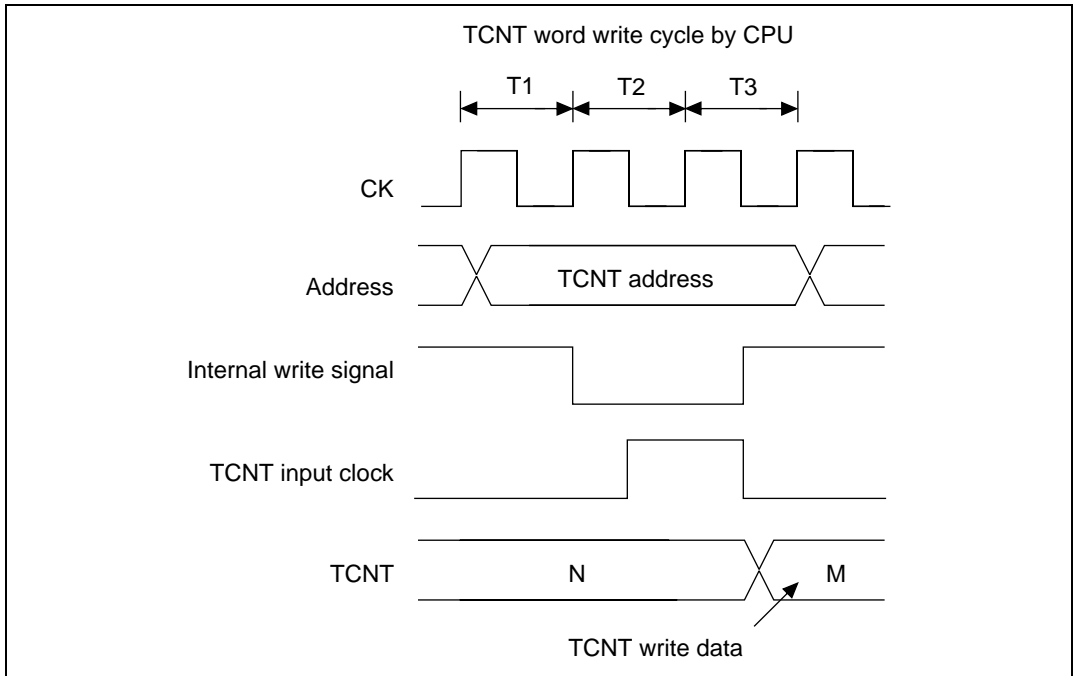 TCNT word write cycle by CPU
T1 T2 T3
CK
Address TCNT address
Internal write signal
TCNT input clock
TCNT N M
TCNT write data